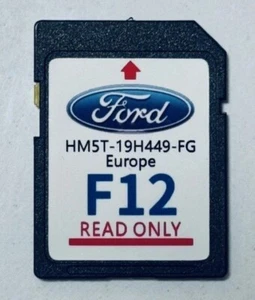 Ford
HM5T-19H449-FG
Europe
F12
READ ONLY